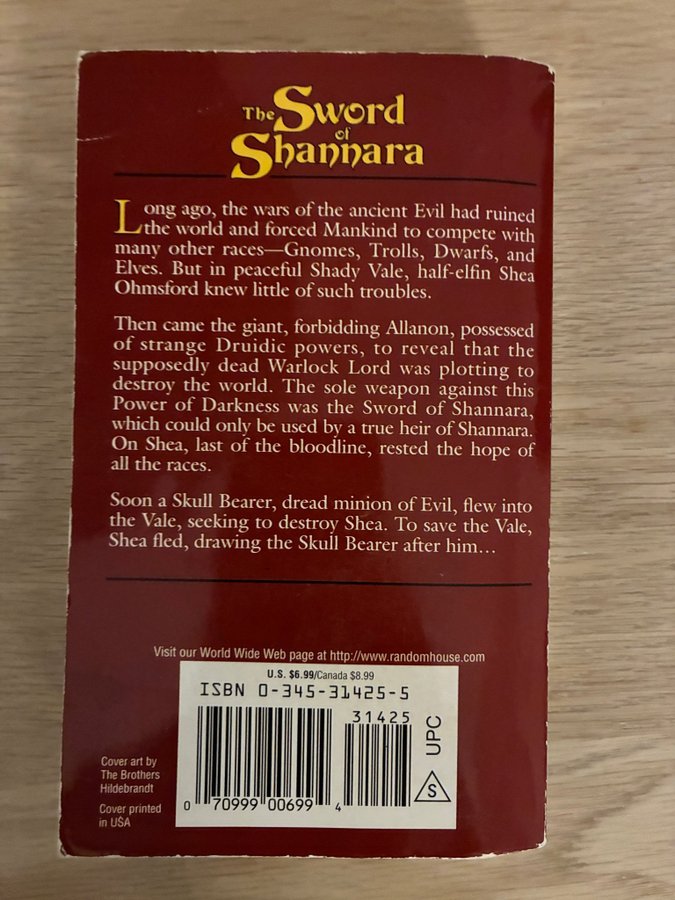 The Sword
of
Shannara
Long ago, the wars of the ancient Evil had ruined
the world and forced Mankind to compete with
many other races—Gnomes, Trolls, Dwarfs, and
Elves. But in peaceful Shady Vale, half-elfin Shea
Ohmsford knew little of such troubles.
Then came the giant, forbidding Allanon, possessed
of strange Druidic powers, to reveal that the
supposedly dead Warlock Lord was plotting to
destroy the world. The sole weapon against this
Power of Darkness was the Sword of Shannara,
which could only be used by a true heir of Shannara.
On Shea, last of the bloodline, rested the hope of
all the races.
Soon a Skull Bearer, dread minion of Evil, flew into
the Vale, seeking to destroy Shea. To save the Vale,
Shea fled, drawing the Skull Bearer after him...
Visit our World Wide Web page at http://www.randomhouse.com
U.S. $6.99/Canada $8.99
ISBN 0-345-31425-5
31425
UPC
S
0 70999 00699 4
Cover art by
The Brothers
Hildebrandt
Cover printed
in USA